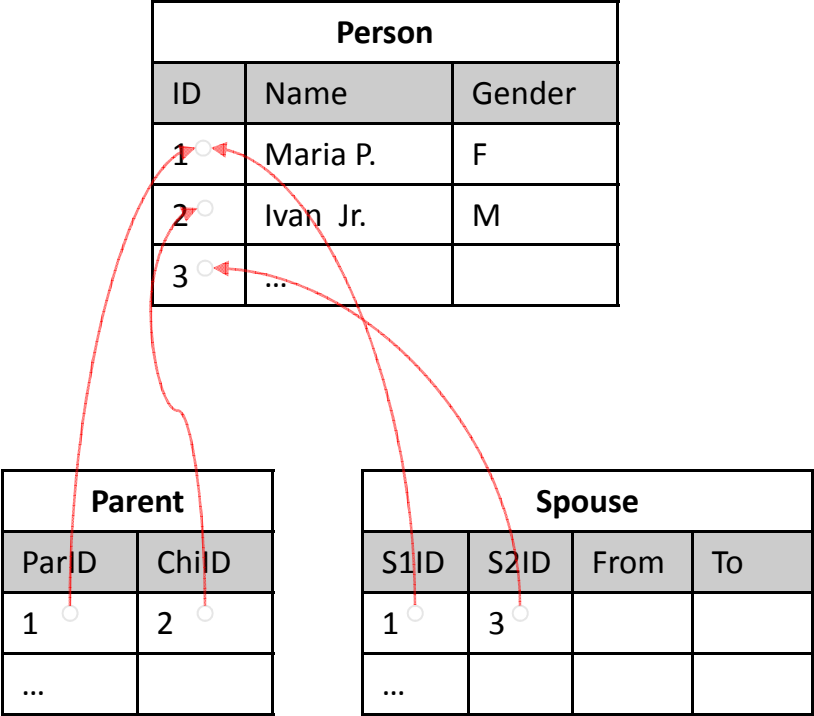 Person
ID Name Gender
1 Maria P. F
2 Ivan Jr. M
3 ...
Parent
ParID ChiID
1 2
...
Spouse
S1ID S2ID From To
1 3
...